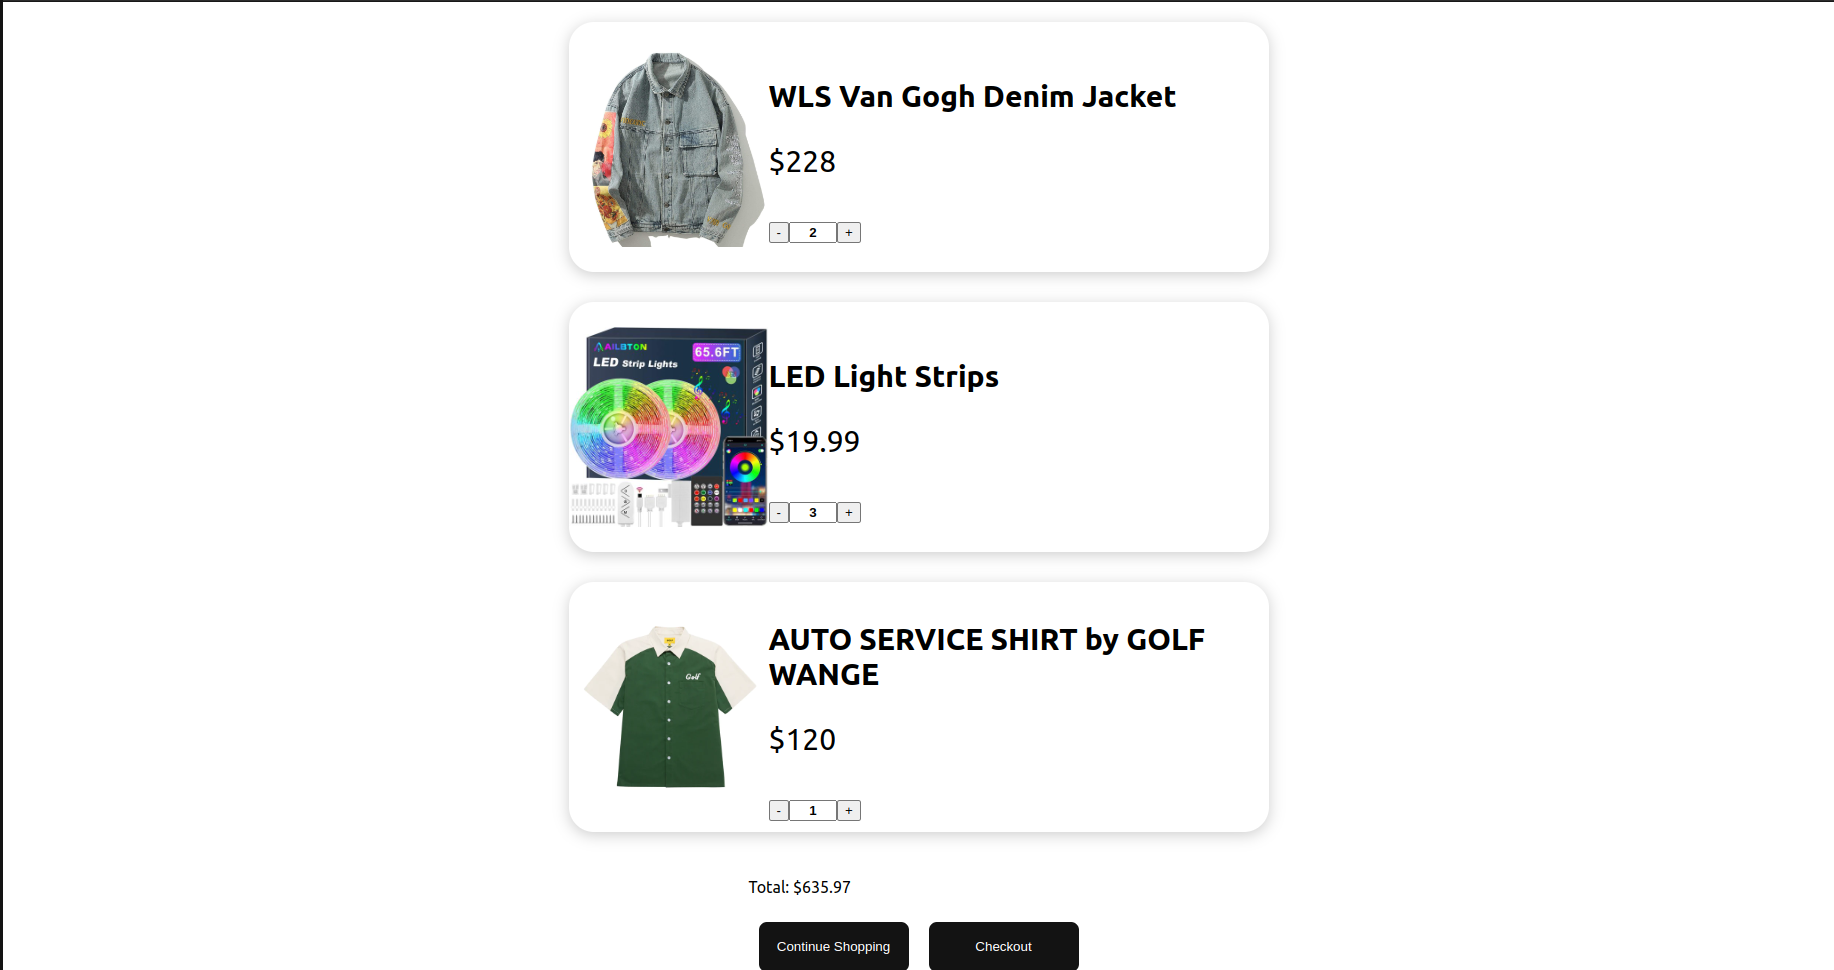 WLS Van Gogh Denim Jacket
$228
- 2 +
AILBTON
65.6FT
LED Strip Lights
LED Light Strips
$19.99
- 3 +
Golf
AUTO SERVICE SHIRT by GOLF
WANGE
$120
- 1 +
Total: $635.97
Continue Shopping
Checkout